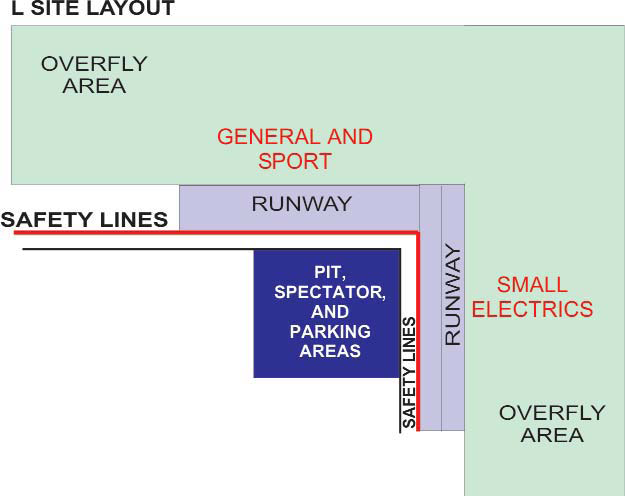 L SITE LAYOUT
OVERFLY
AREA
GENERAL AND
SPORT
RUNWAY
SAFETY LINES
PIT,
SPECTATOR,
AND
PARKING
AREAS
SAFETY LINES
RUNWAY
SMALL
ELECTRICS
OVERFLY
AREA